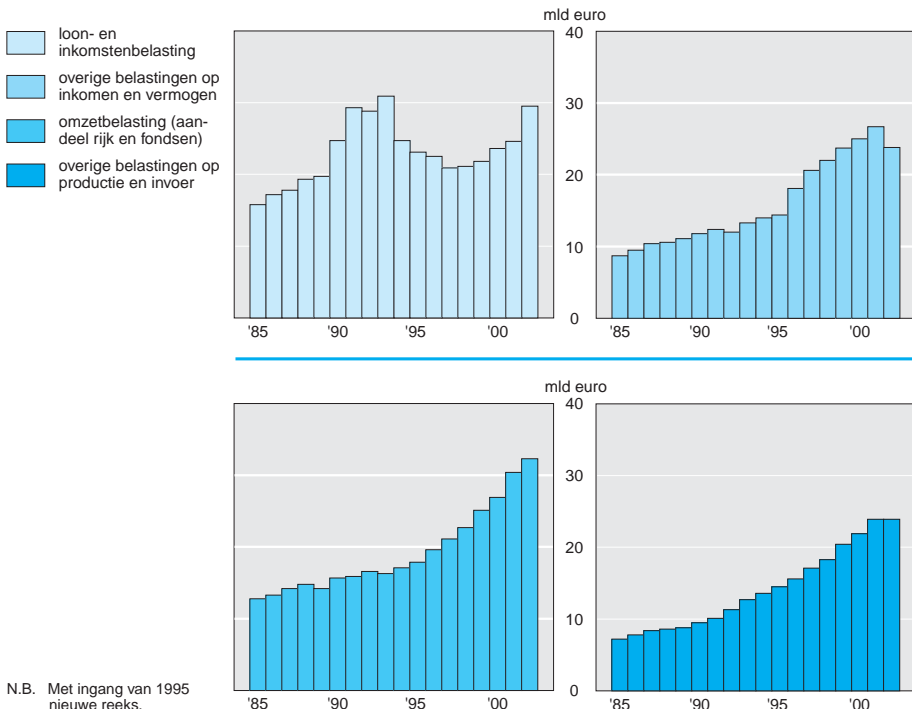 loon- en
inkomstenbelasting
overige belastingen op
inkomen en vermogen
omzetbelasting (aan-
deel rijk en fondsen)
overige belastingen op
productie en invoer
mld euro
40
30
20
10
0
'85 '90 '95 '00
'85 '90 '95 '00
mld euro
40
30
20
10
0
'85 '90 '95 '00
'85 '90 '95 '00
N.B. Met ingang van 1995
nieuwe reeks.